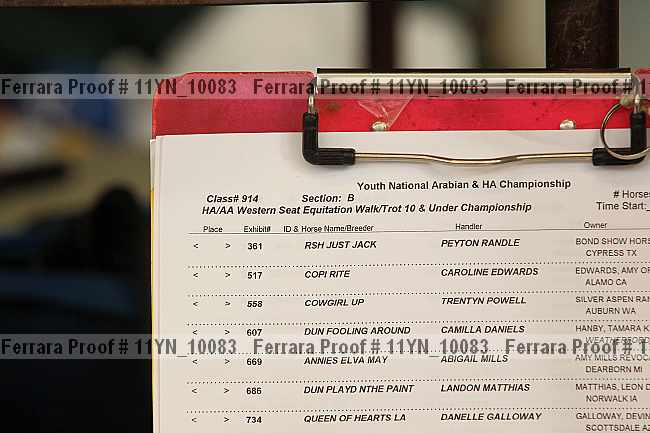 Ferrara Proof # 11YN_10083 Ferrara Proof # 11YN_10083 Ferrara Proof # 11YN_10083
Youth National Arabian & HA Championship
Class# 914 Section: B # Horses
HA/AA Western Seat Equitation Walk/Trot 10 & Under Championship Time Start:_
Place Exhibit# ID & Horse Name/Breeder Handler Owner
< > 361 RSH JUST JACK PEYTON RANDLE BOND SHOW HORS
CYPRESS TX
< > 517 COPI RITE CAROLINE EDWARDS EDWARDS, AMY OR
ALAMO CA
< > 558 COWGIRL UP TRENTYN POWELL SILVER ASPEN RAN
AUBURN WA
< > 607 DUN FOOLING AROUND CAMILLA DANIELS HANBY, TAMARA K
WEATHERSFORD
Ferrara Proof # 11YN_10083 Ferrara Proof # 11YN_10083 Ferrara Proof # 11YN_10083
< > 669 ANNIES ELVA MAY ABIGAIL MILLS AMY MILLS REVOCA
DEARBORN MI
< > 686 DUN PLAYD NTHE PAINT LANDON MATTHIAS MATTHIAS, LEON D
NORWALK IA
< > 734 QUEEN OF HEARTS LA DANELLE GALLOWAY GALLOWAY, DEVIN
SCOTTSDALE AZ